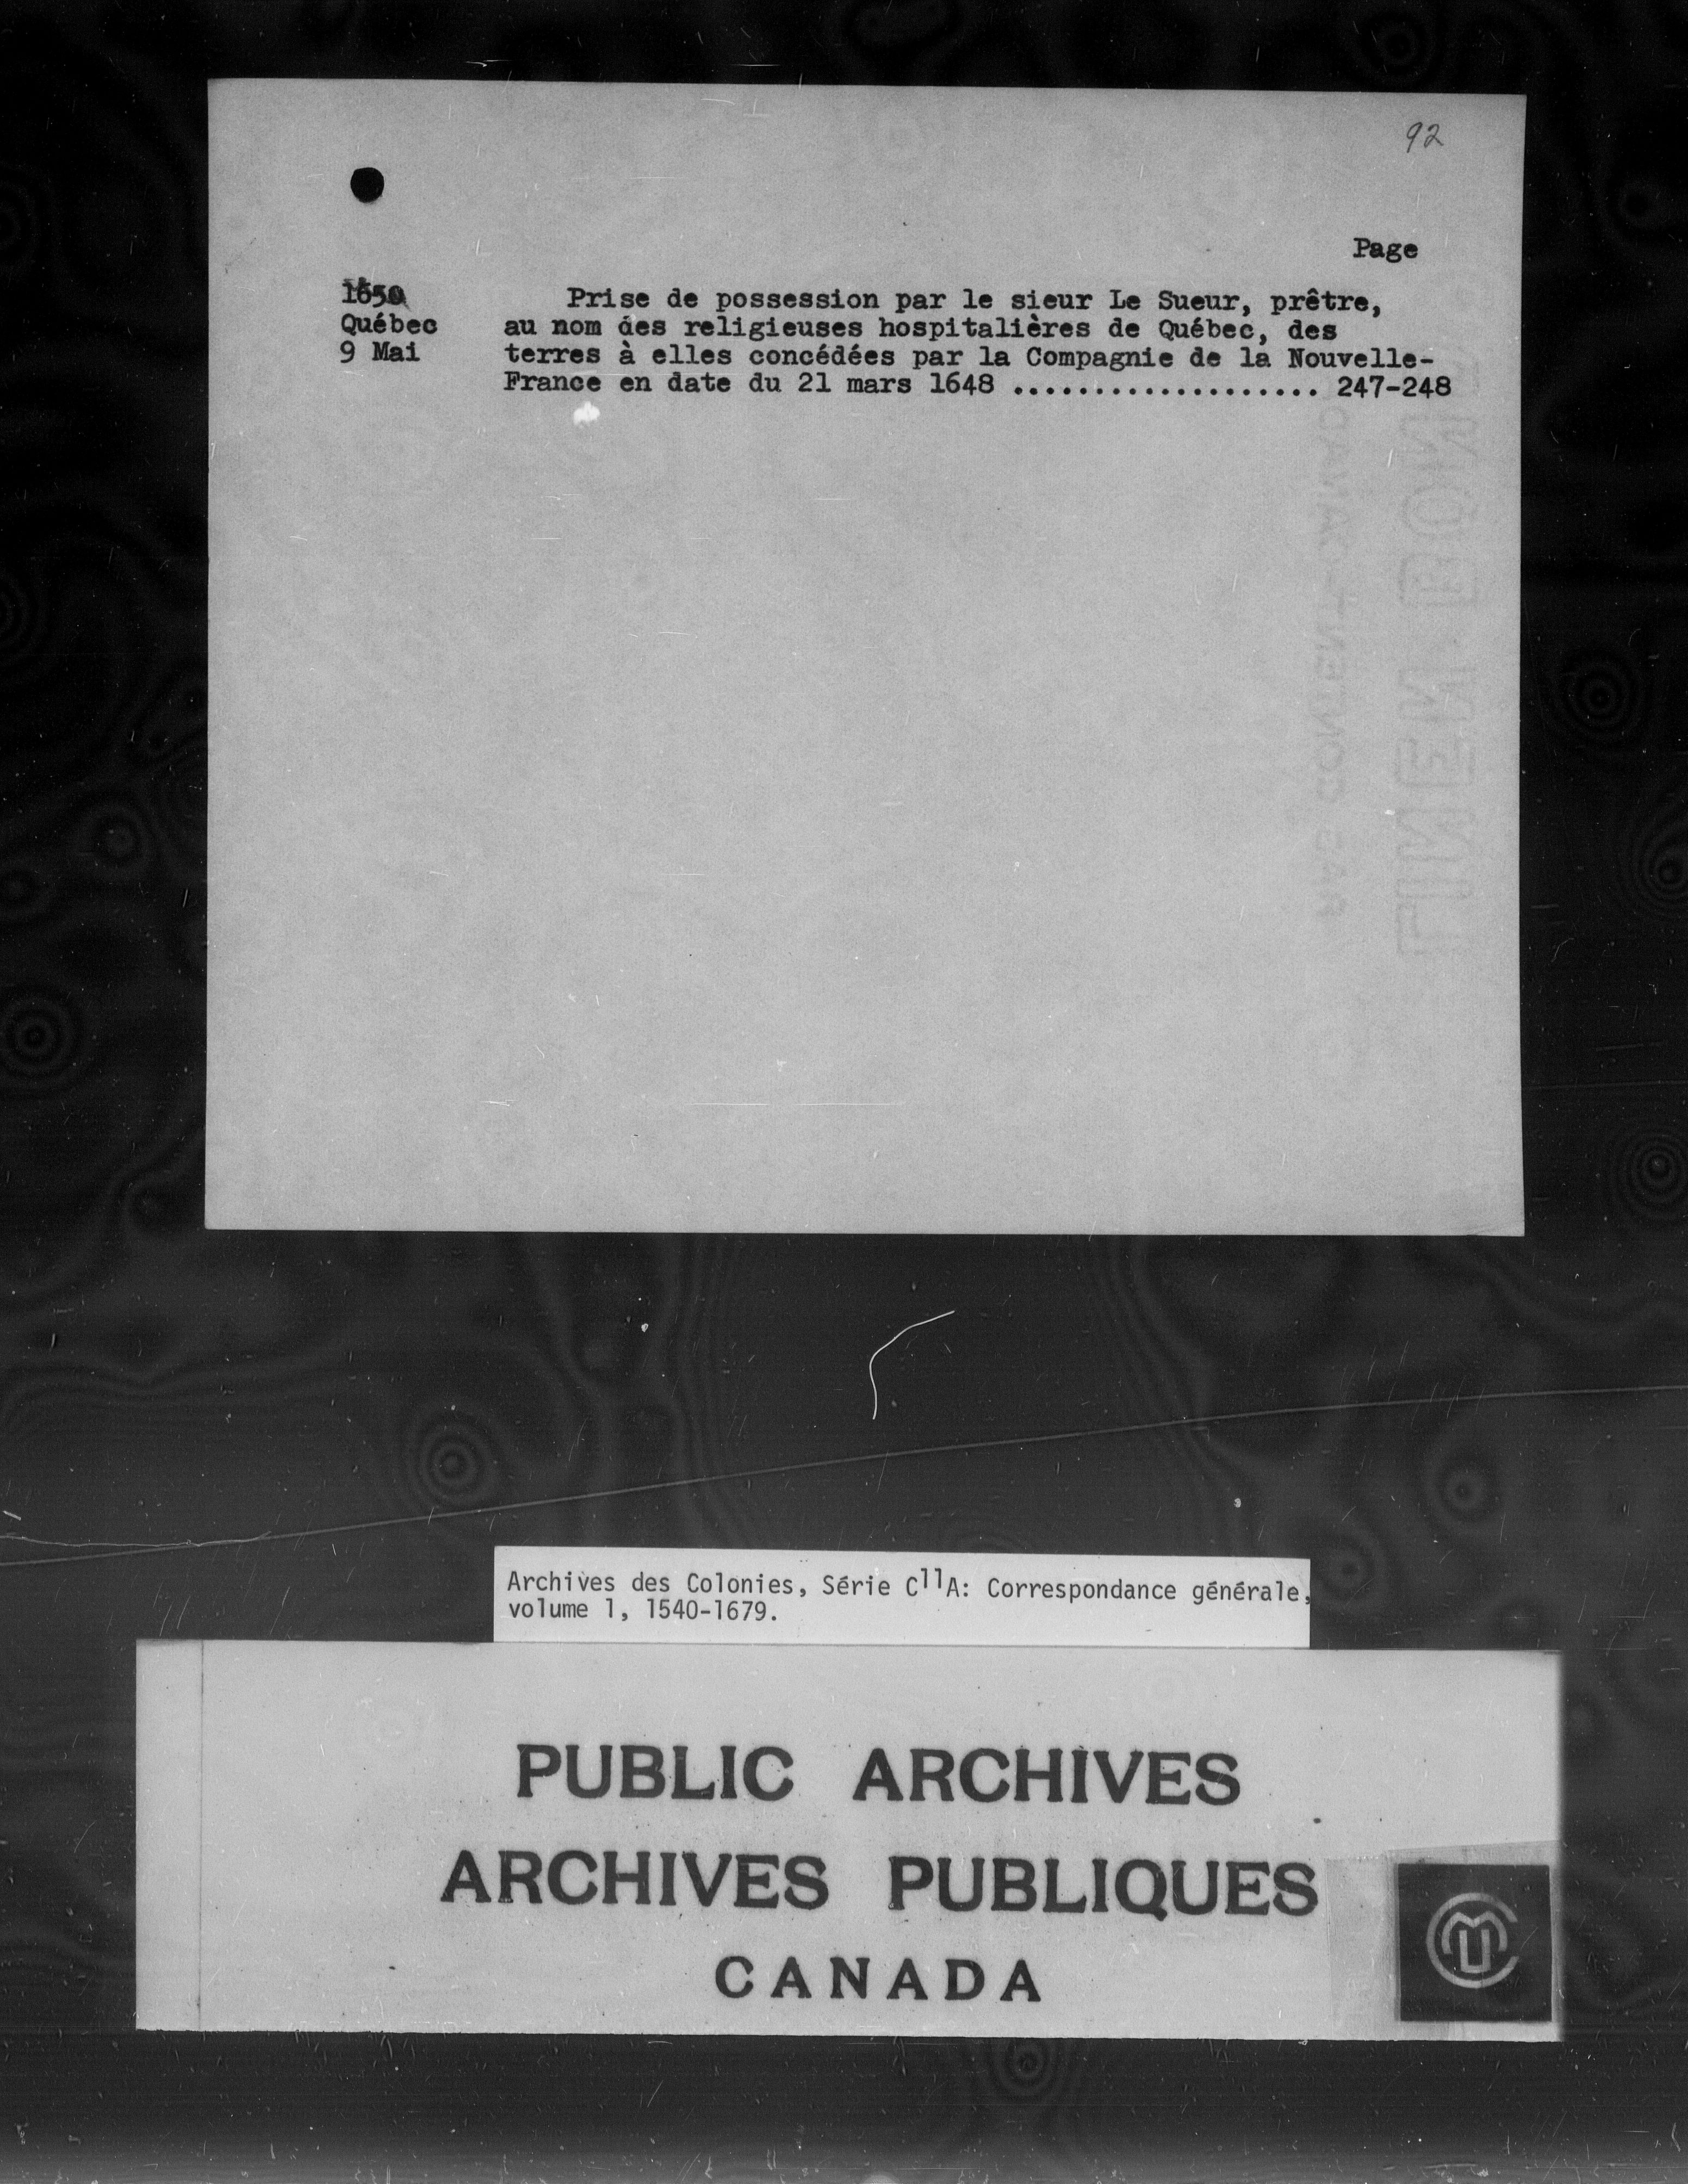 92
Page
1650
Québec
9 Mai
Prise de possession par le sieur Le Sueur, prêtre,
au nom des religieuses hospitalières de Québec, des
terres à elles concédées par la Compagnie de la Nouvelle-
France en date du 21 mars 1648 ................... 247-248
Archives des Colonies, Série C11A: Correspondance générale,
volume 1, 1540-1679.
PUBLIC ARCHIVES
ARCHIVES PUBLIQUES
CANADA